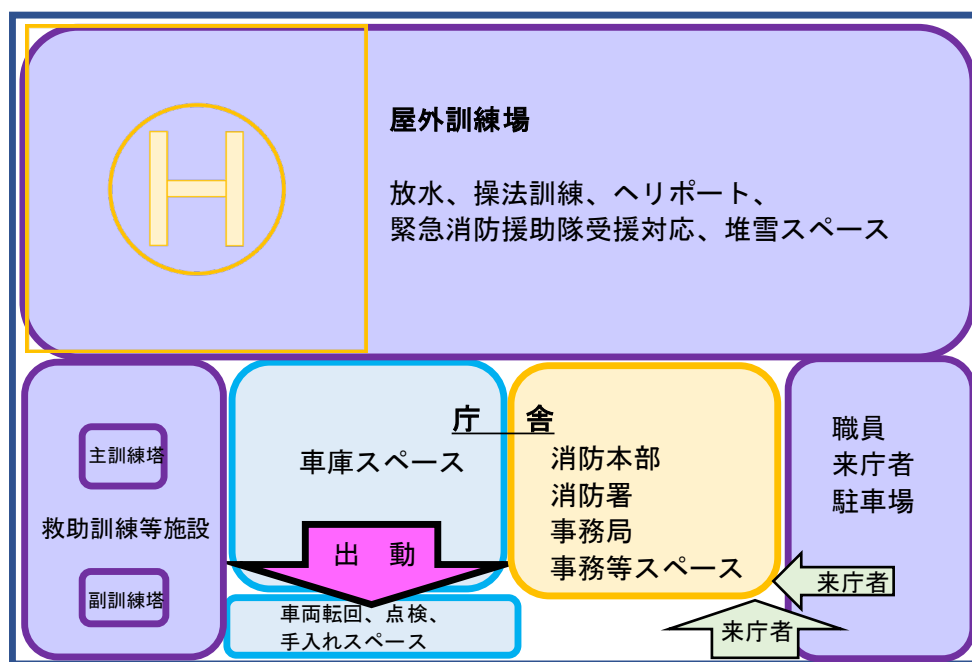 H
屋外訓練場
放水、操法訓練、ヘリポート、
緊急消防援助隊受援対応、堆雪スペース
主訓練塔
救助訓練等施設
副訓練塔
庁　舎
車庫スペース
出　動
車両転回、点検、
手入れスペース
消防本部
消防署
事務局
事務等スペース
職員
来庁者
駐車場
来庁者
来庁者